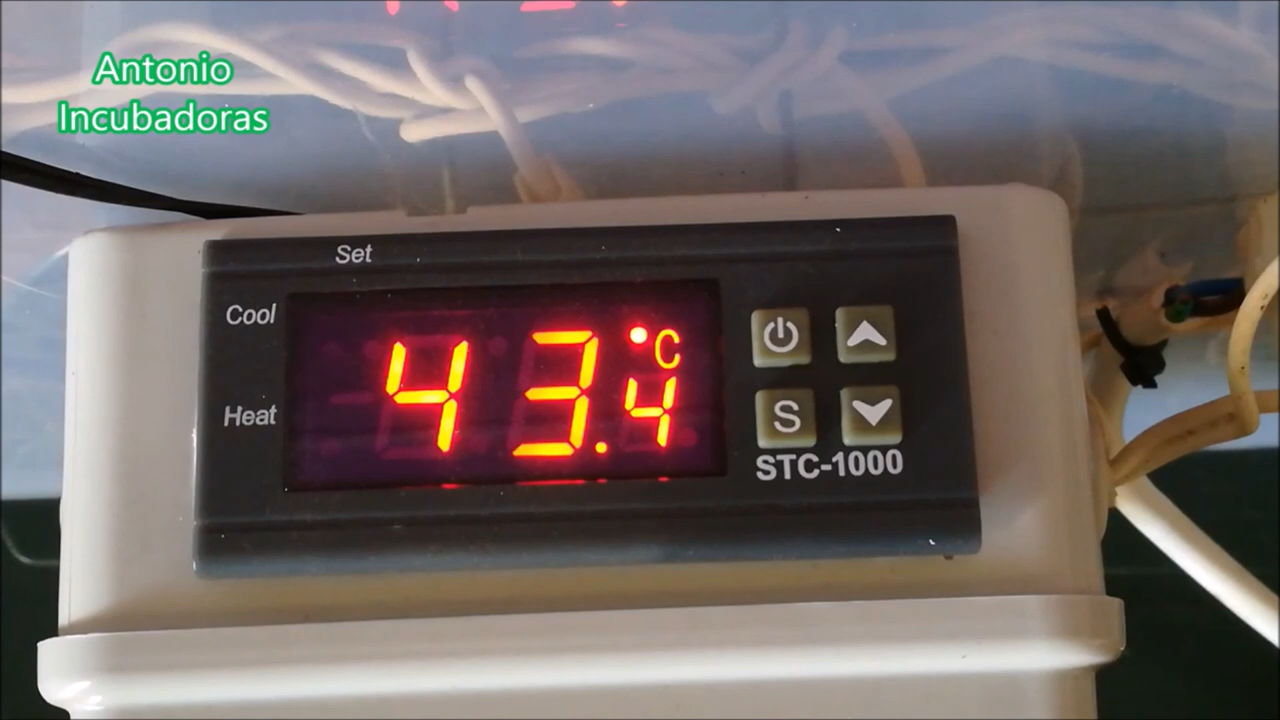 Antonio
Incubadoras
Set
Cool
Heat
43.4
°C
S
STC-1000